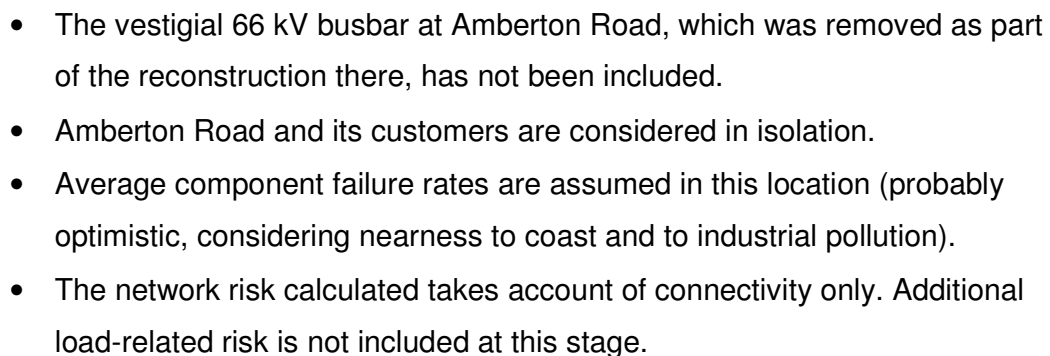 • The vestigial 66 kV busbar at Amberton Road, which was removed as part
of the reconstruction there, has not been included.
• Amberton Road and its customers are considered in isolation.
• Average component failure rates are assumed in this location (probably
optimistic, considering nearness to coast and to industrial pollution).
• The network risk calculated takes account of connectivity only. Additional
load-related risk is not included at this stage.